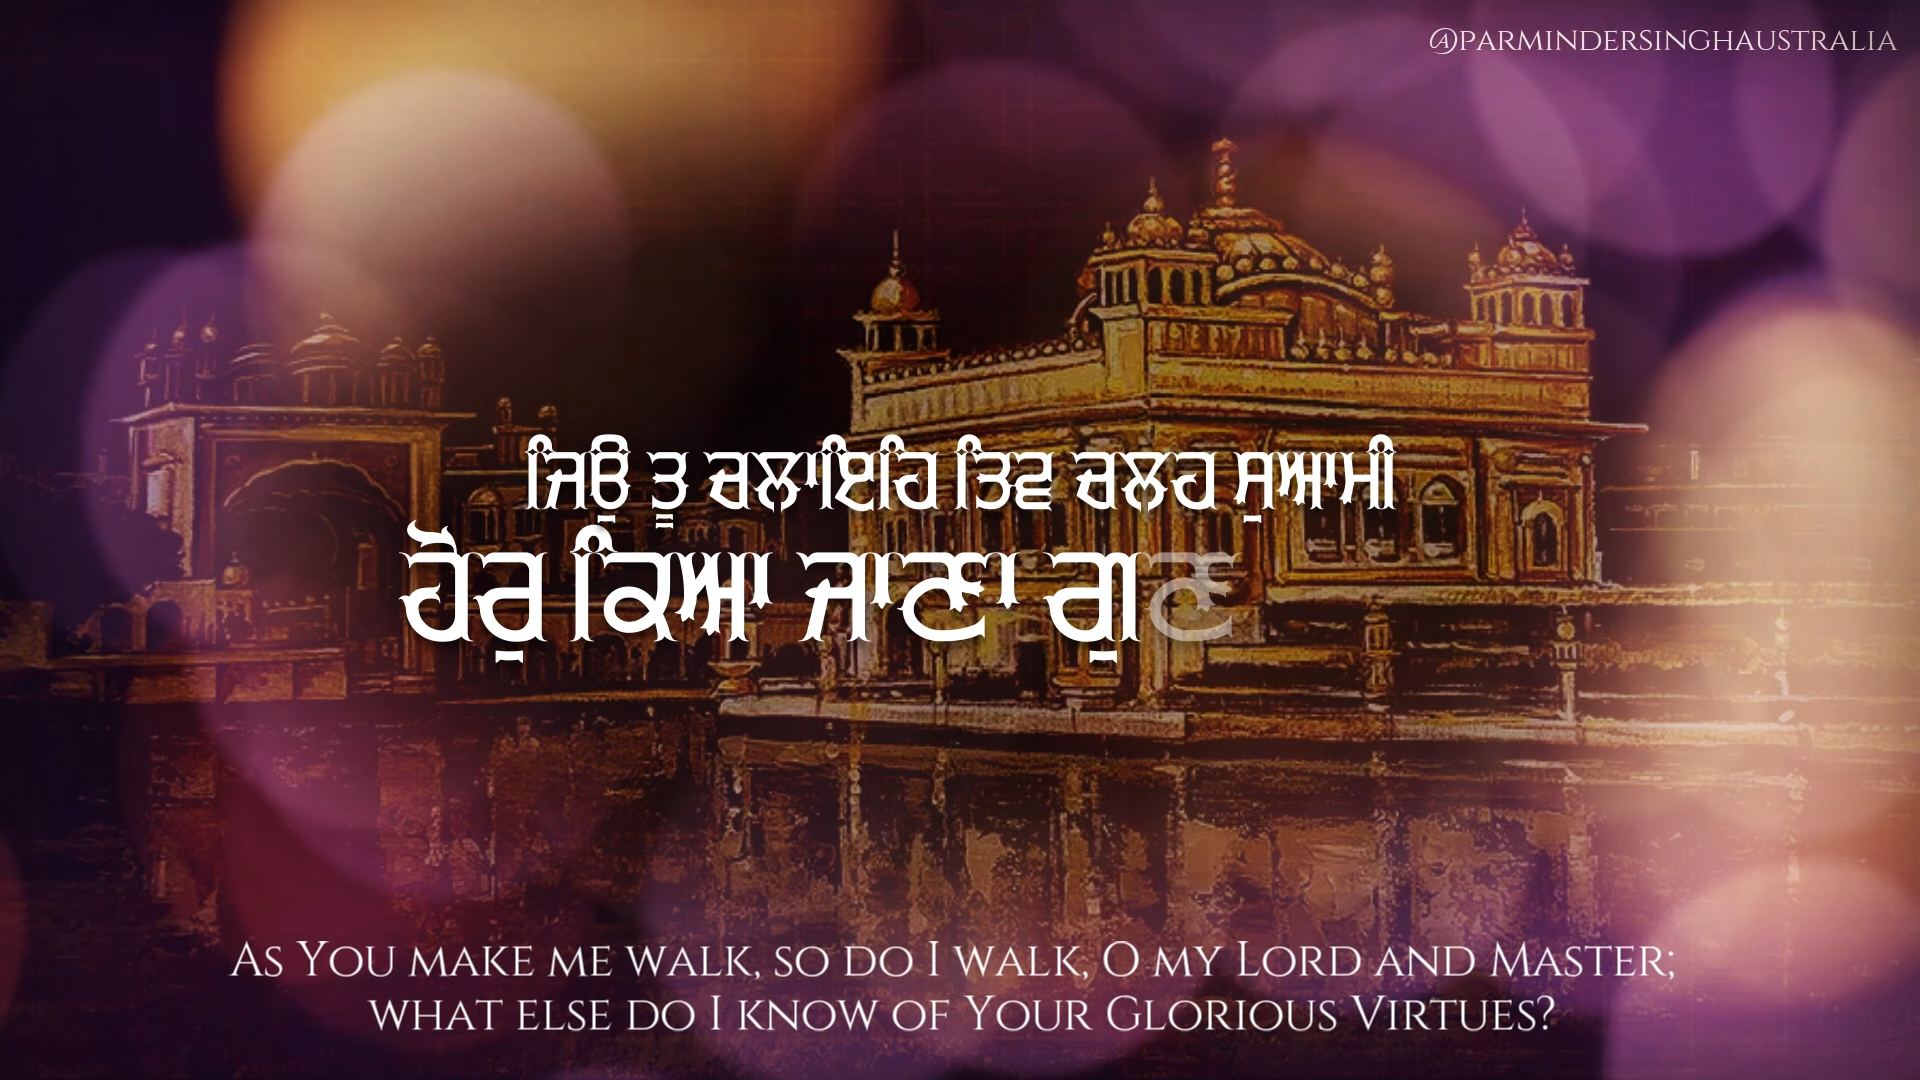 @PARMINDERSINGHAUSTRALIA
ਜਿਉ ਤੂ ਚਲਾਇਹਿ ਤਿਵ ਚਲਹ ਸੁਆਮੀ
ਹੋਰੁ ਕਿਆ ਜਾਣਾ ਗੁਣ
As You make me walk, so do I walk, O my Lord and Master;
what else do I know of Your Glorious Virtues?